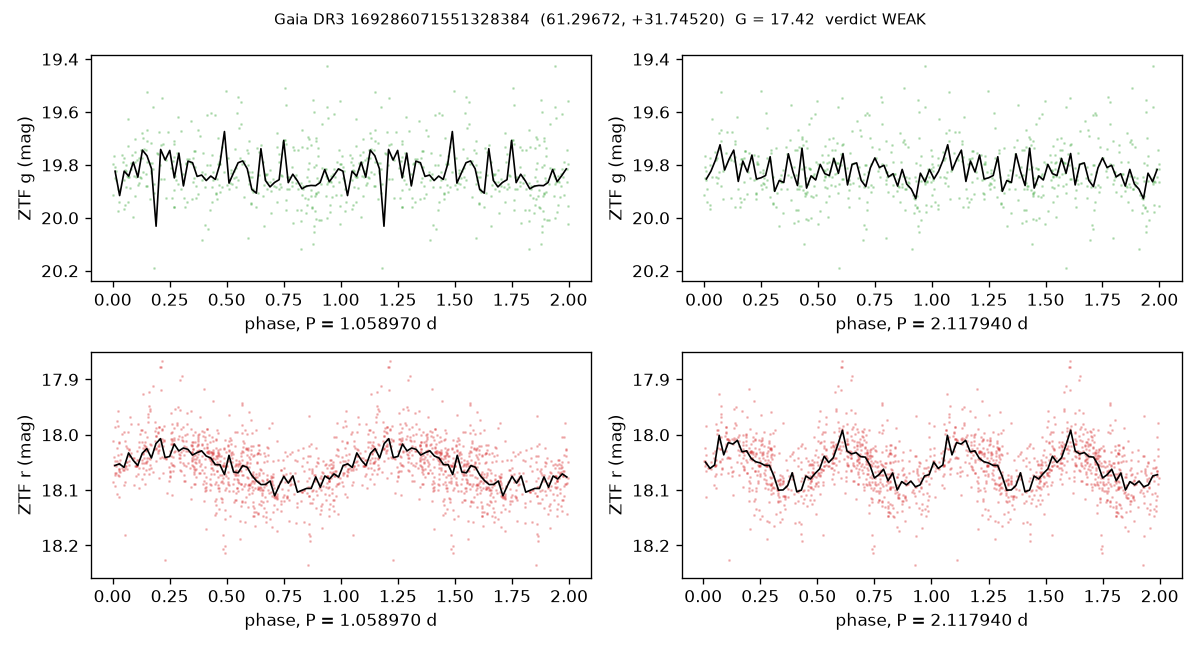 Gaia DR3 169286071551328384 (61.29672, +31.74520) G = 17.42 verdict WEAK
ZTF g (mag)
19.4
19.6
19.8
20.0
20.2
0.00 0.25 0.50 0.75 1.00 1.25 1.50 1.75 2.00
phase, P = 1.058970 d
ZTF g (mag)
19.4
19.6
19.8
20.0
20.2
0.00 0.25 0.50 0.75 1.00 1.25 1.50 1.75 2.00
phase, P = 2.117940 d
ZTF r (mag)
17.9
18.0
18.1
18.2
0.00 0.25 0.50 0.75 1.00 1.25 1.50 1.75 2.00
phase, P = 1.058970 d
ZTF r (mag)
17.9
18.0
18.1
18.2
0.00 0.25 0.50 0.75 1.00 1.25 1.50 1.75 2.00
phase, P = 2.117940 d